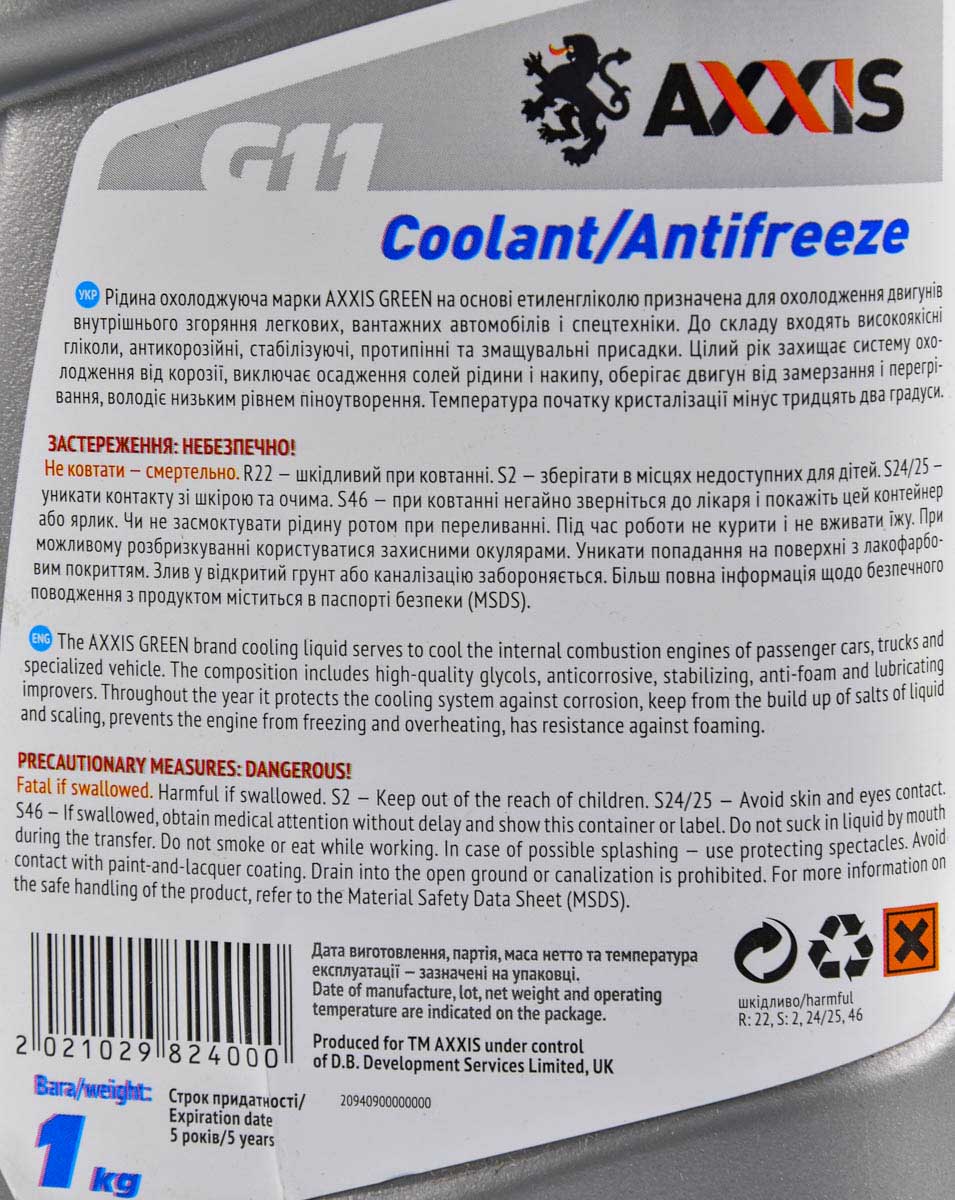 G11
AXXIS
Coolant/Antifreeze
УКР Рідина охолоджуюча марки AXXIS GREEN на основі етиленгліколю призначена для охолодження двигунів
внутрішнього згоряння легкових, вантажних автомобілів і спецтехніки. До складу входять високоякісні
гліколи, антикорозійні, стабілізуючі, протипінні та змащувальні присадки. Цілий рік захищає систему охо-
лодження від корозії, виключає осадження солей рідини і накипу, оберігає двигун від замерзання і перегрі-
вання, володіє низьким рівнем піноутворення. Температура початку кристалізації мінус тридцять два градуси.
ЗАСТЕРЕЖЕННЯ: НЕБЕЗПЕЧНО!
Не ковтати – смертельно. R22 – шкідливий при ковтанні. S2 – зберігати в місцях недоступних для дітей. S24/25 –
уникати контакту зі шкірою та очима. S46 – при ковтанні негайно зверніться до лікаря і покажіть цей контейнер
або ярлик. Чи не засмоктувати рідину ротом при переливанні. Під час роботи не курити і не вживати їжу. При
можливому розбризкуванні користуватися захисними окулярами. Уникати попадання на поверхні з лакофарбо-
вим покриттям. Злив у відкритий грунт або каналізацію забороняється. Більш повна інформація щодо безпечного
поводження з продуктом міститься в паспорті безпеки (MSDS).
ENG The AXXIS GREEN brand cooling liquid serves to cool the internal combustion engines of passenger cars, trucks and
specialized vehicle. The composition includes high-quality glycols, anticorrosive, stabilizing, anti-foam and lubricating
improvers. Throughout the year it protects the cooling system against corrosion, keep from the build up of salts of liquid
and scaling, prevents the engine from freezing and overheating, has resistance against foaming.
PRECAUTIONARY MEASURES: DANGEROUS!
Fatal if swallowed. Harmful if swallowed. S2 – Keep out of the reach of children. S24/25 – Avoid skin and eyes contact.
S46 – If swallowed, obtain medical attention without delay and show this container or label. Do not suck in liquid by mouth
during the transfer. Do not smoke or eat while working. In case of possible splashing – use protecting spectacles. Avoid
contact with paint-and-lacquer coating. Drain into the open ground or canalization is prohibited. For more information on
the safe handling of the product, refer to the Material Safety Data Sheet (MSDS).
Дата виготовлення, партія, маса нетто та температура
експлуатації – зазначені на упаковці.
Date of manufacture, lot, net weight and operating
temperature are indicated on the package.
шкідливо/harmful
R: 22, S: 2, 24/25, 46
Produced for TM AXXIS under control
of D.B. Development Services Limited, UK
2 021029 824000
Вага/weight:
1 kg
Строк придатності/
Expiration date
5 років/5 years
20940900000000